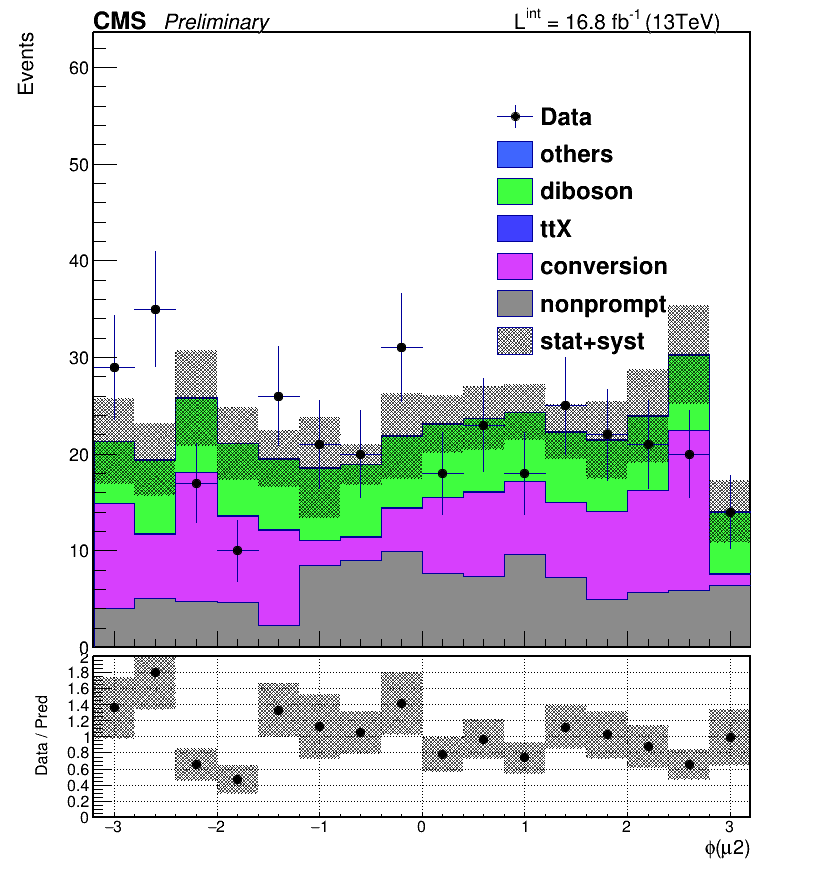 CMS Preliminary L^int = 16.8 fb^-1 (13TeV)
Events
60
50
40
30
20
10
0
Data
others
diboson
ttX
conversion
nonprompt
stat+syst
Data / Pred
2
1.8
1.6
1.4
1.2
1
0.8
0.6
0.4
0.2
0
−3 −2 −1 0 1 2 3
ϕ(μ2)